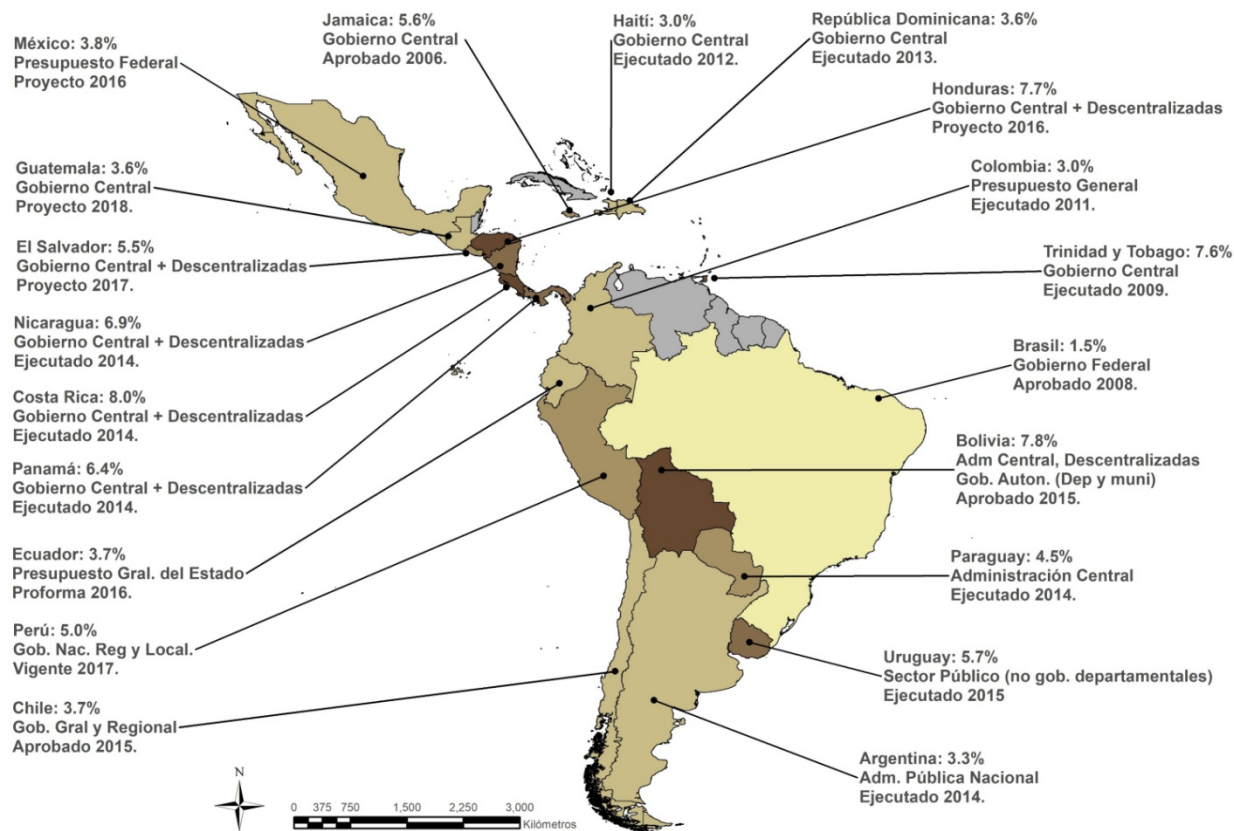 Jamaica: 5.6%
Gobierno Central
Aprobado 2006.
Haití: 3.0%
Gobierno Central
Ejecutado 2012.
República Dominicana: 3.6%
Gobierno Central
Ejecutado 2013.
México: 3.8%
Presupuesto Federal
Proyecto 2016
Honduras: 7.7%
Gobierno Central + Descentralizadas
Proyecto 2016.
Guatemala: 3.6%
Gobierno Central
Proyecto 2018.
Colombia: 3.0%
Presupuesto General
Ejecutado 2011.
El Salvador: 5.5%
Gobierno Central + Descentralizadas
Proyecto 2017.
Trinidad y Tobago: 7.6%
Gobierno Central
Ejecutado 2009.
Nicaragua: 6.9%
Gobierno Central + Descentralizadas
Ejecutado 2014.
Brasil: 1.5%
Gobierno Federal
Aprobado 2008.
Costa Rica: 8.0%
Gobierno Central + Descentralizadas
Ejecutado 2014.
Bolivia: 7.8%
Adm Central, Descentralizadas
Gob. Auton. (Dep y muni)
Aprobado 2015.
Panamá: 6.4%
Gobierno Central + Descentralizadas
Ejecutado 2014.
Ecuador: 3.7%
Presupuesto Gral. del Estado
Proforma 2016.
Paraguay: 4.5%
Administración Central
Ejecutado 2014.
Perú: 5.0%
Gob. Nac. Reg y Local.
Vigente 2017.
Uruguay: 5.7%
Sector Público (no gob. departamentales)
Ejecutado 2015
Chile: 3.7%
Gob. Gral y Regional
Aprobado 2015.
Argentina: 3.3%
Adm. Pública Nacional
Ejecutado 2014.
N
0 375 750 1,500 2,250 3,000
Kilómetros